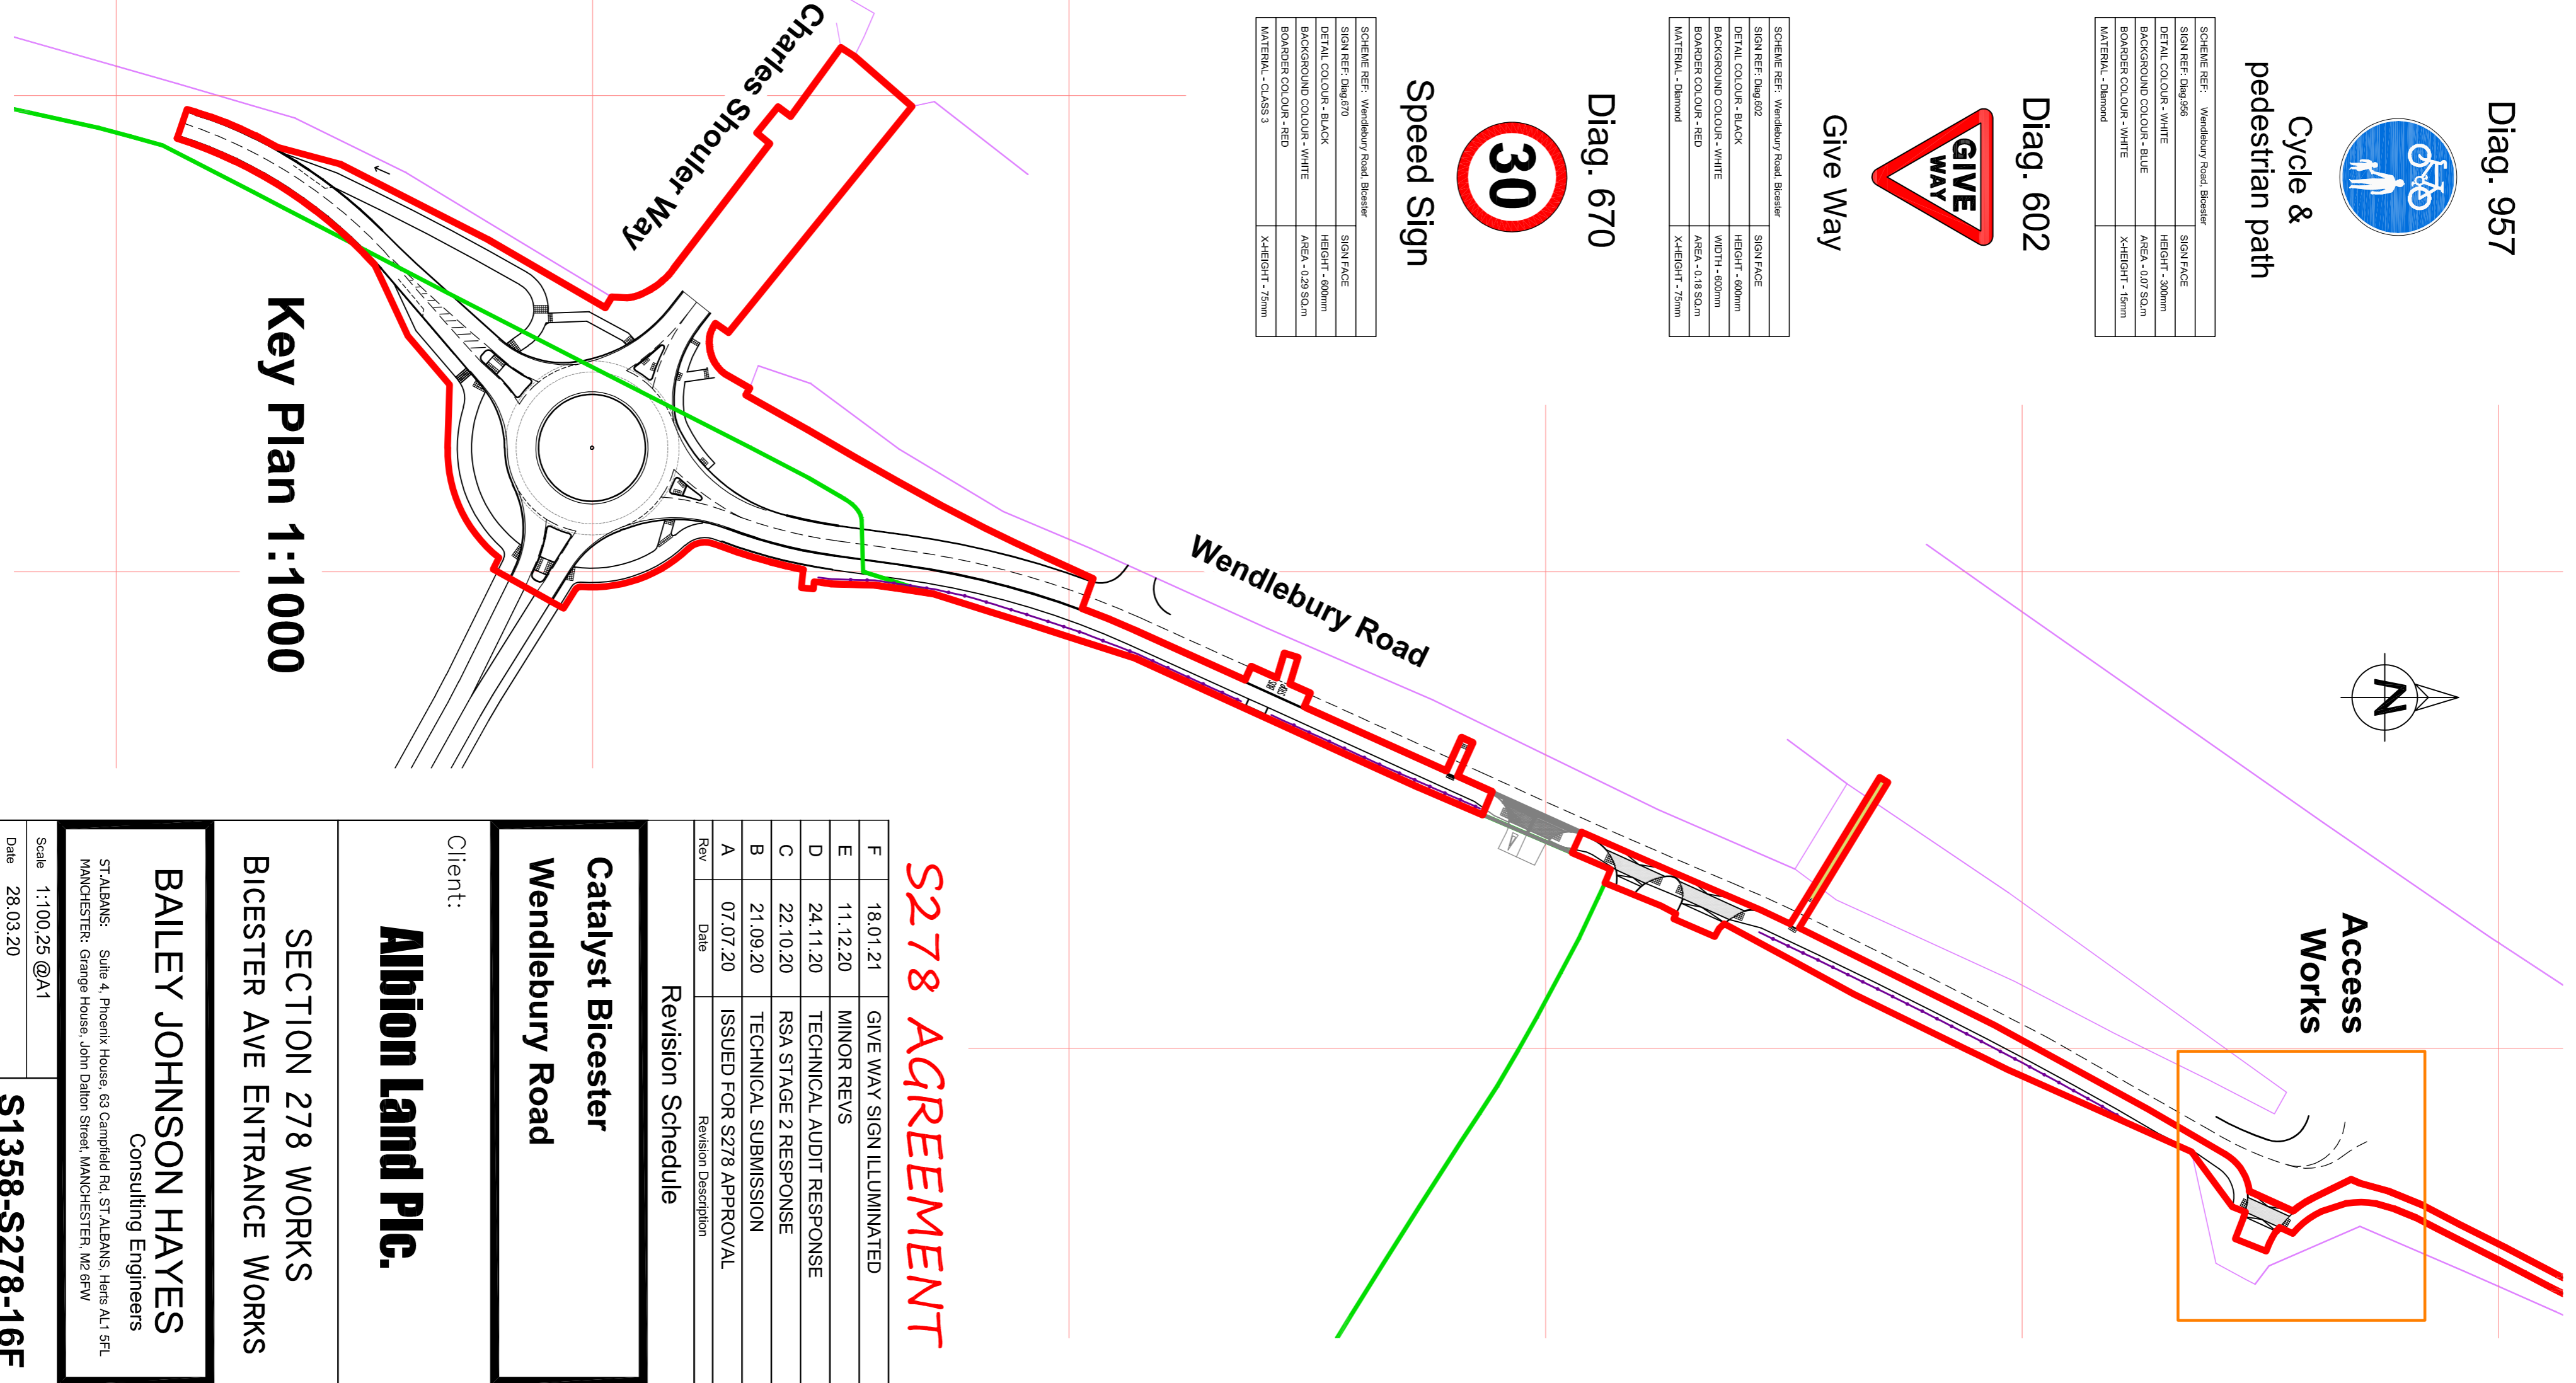 Diag. 957
Cycle &
pedestrian path
SCHEME REF: Wendlebury Road, Bicester
SIGN REF: Diag.956
SIGN FACE
DETAIL COLOUR - WHITE
HEIGHT - 300mm
BACKGROUND COLOUR - BLUE
AREA - 0.07 SQ.m
BOARDER COLOUR - WHITE
X-HEIGHT - 15mm
MATERIAL - Diamond
Diag. 602
GIVE
WAY
Give Way
SCHEME REF: Wendlebury Road, Bicester
SIGN REF: Diag.602
SIGN FACE
DETAIL COLOUR - BLACK
HEIGHT - 600mm
BACKGROUND COLOUR - WHITE
WIDTH - 600mm
BOARDER COLOUR - RED
AREA - 0.18 SQ.m
MATERIAL - Diamond
X-HEIGHT - 75mm
Diag. 670
30
Speed Sign
SCHEME REF: Wendlebury Road, Bicester
SIGN REF: Diag.670
SIGN FACE
DETAIL COLOUR - BLACK
HEIGHT - 600mm
BACKGROUND COLOUR - WHITE
AREA - 0.29 SQ.m
BOARDER COLOUR - RED
MATERIAL - CLASS 3
X-HEIGHT - 75mm
Charles Shouler Way
Wendlebury Road
BUS
STOP
N
Access
Works
Key Plan 1:1000
S278 AGREEMENT
F 18.01.21 GIVE WAY SIGN ILLUMINATED
E 11.12.20 MINOR REVS
D 24.11.20 TECHNICAL AUDIT RESPONSE
C 22.10.20 RSA STAGE 2 RESPONSE
B 21.09.20 TECHNICAL SUBMISSION
A 07.07.20 ISSUED FOR S278 APPROVAL
Rev Date Revision Description
Revision Schedule
Catalyst Bicester
Wendlebury Road
Client:
Albion Land Plc.
SECTION 278 WORKS
BICESTER AVE ENTRANCE WORKS
BAILEY JOHNSON HAYES
Consulting Engineers
ST.ALBANS: Suite 4, Phoenix House, 63 Campfield Rd, ST.ALBANS, Herts AL1 5FL
MANCHESTER: Grange House, John Dalton Street, MANCHESTER, M2 6FW
Scale 1:100,25 @A1
Date 28.03.20
S1358-S278-16F